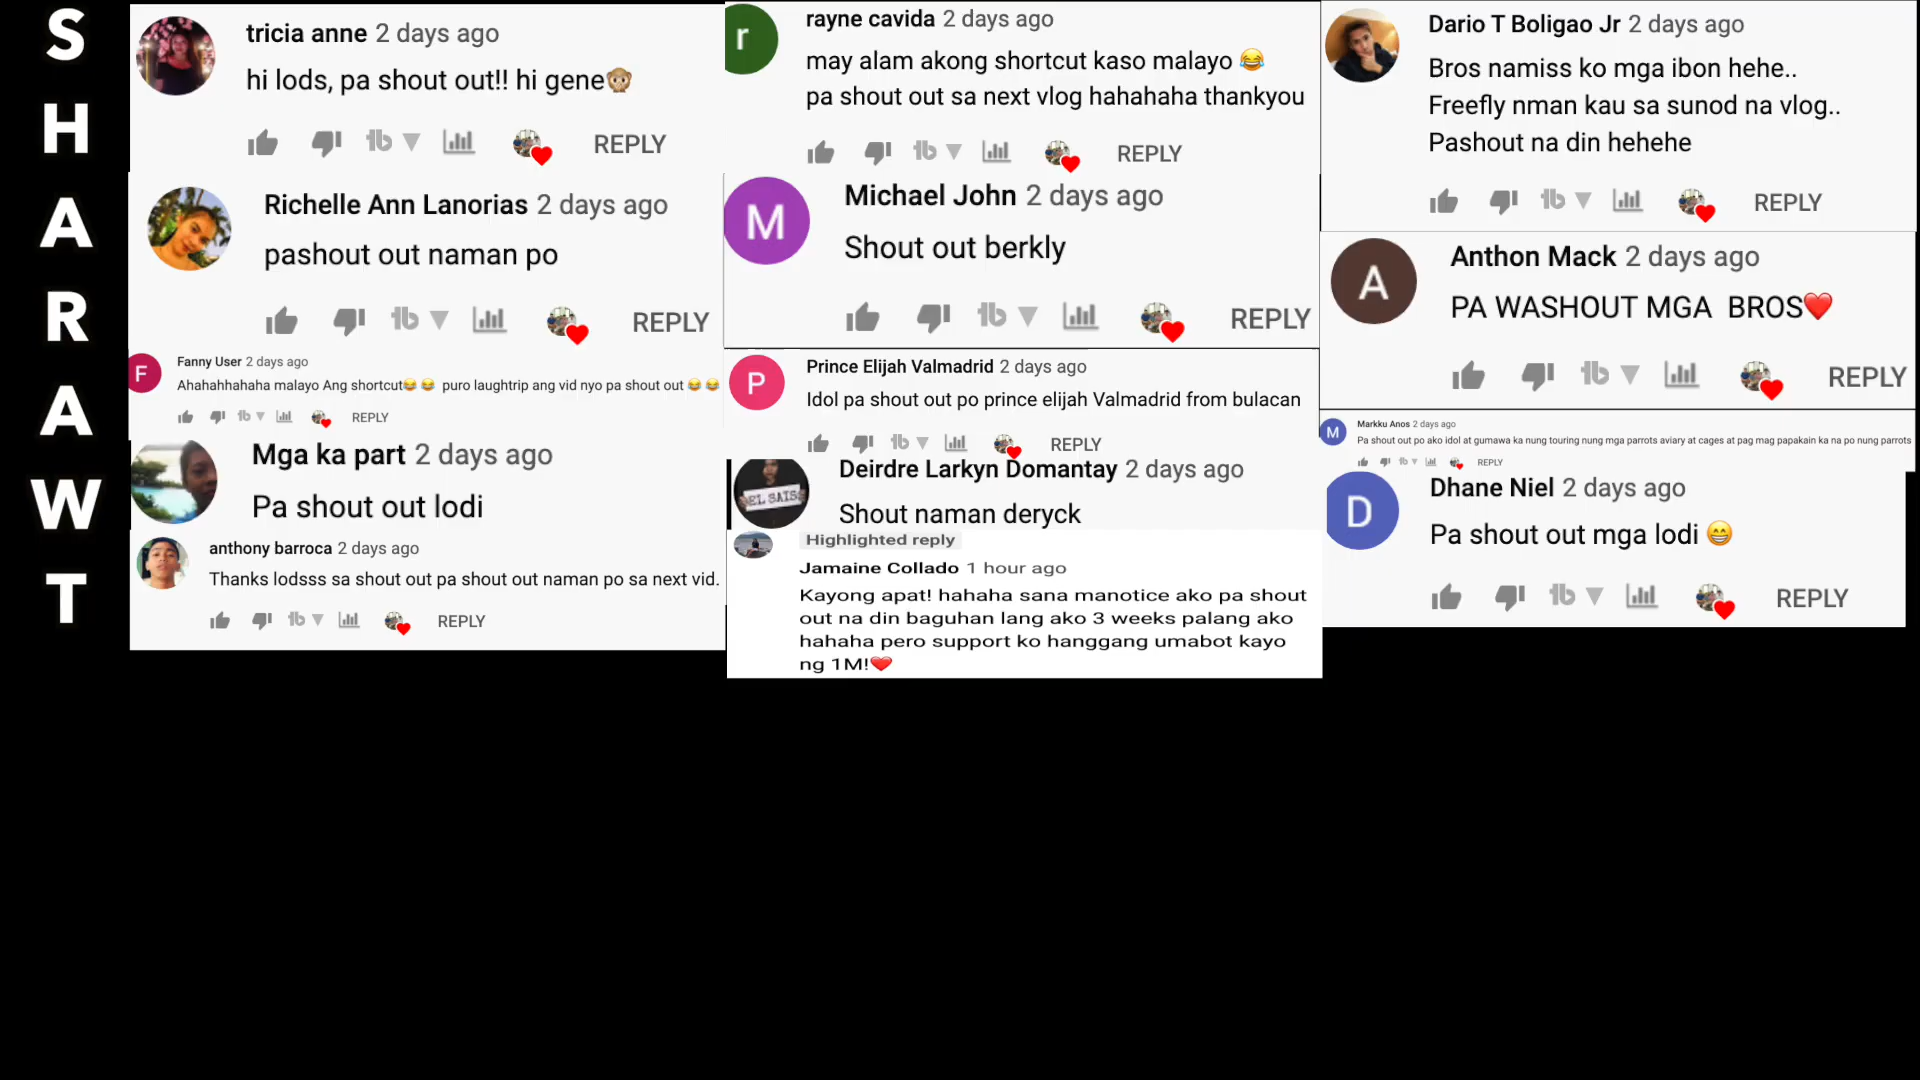 S
H
A
R
A
W
T
tricia anne 2 days ago
hi lods, pa shout out!! hi gene🙊
REPLY
Richelle Ann Lanorias 2 days ago
pashout out naman po
REPLY
F
Fanny User 2 days ago
Ahahahhahaha malayo Ang shortcut😂😂 puro laughtrip ang vid nyo pa shout out 😂😂
REPLY
Mga ka part 2 days ago
Pa shout out lodi
anthony barroca 2 days ago
Thanks lodsss sa shout out pa shout out naman po sa next vid.
REPLY
r
rayne cavida 2 days ago
may alam akong shortcut kaso malayo 😂
pa shout out sa next vlog hahahaha thankyou
REPLY
M
Michael John 2 days ago
Shout out berkly
REPLY
P
Prince Elijah Valmadrid 2 days ago
Idol pa shout out po prince elijah Valmadrid from bulacan
REPLY
EL SAIS
Deirdre Larkyn Domantay 2 days ago
Shout naman deryck
Highlighted reply
Jamaine Collado 1 hour ago
Kayong apat! hahaha sana manotice ako pa shout
out na din baguhan lang ako 3 weeks palang ako
hahaha pero support ko hanggang umabot kayo
ng 1M!❤️
Dario T Boligao Jr 2 days ago
Bros namiss ko mga ibon hehe..
Freefly nman kau sa sunod na vlog..
Pashout na din hehehe
REPLY
A
Anthon Mack 2 days ago
PA WASHOUT MGA BROS❤️
REPLY
M
Markku Anos 2 days ago
Pa shout out po ako idol at gumawa ka nung touring nung mga parrots aviary at cages at pag mag papakain ka na po nung parrots
REPLY
D
Dhane Niel 2 days ago
Pa shout out mga lodi 😁
REPLY